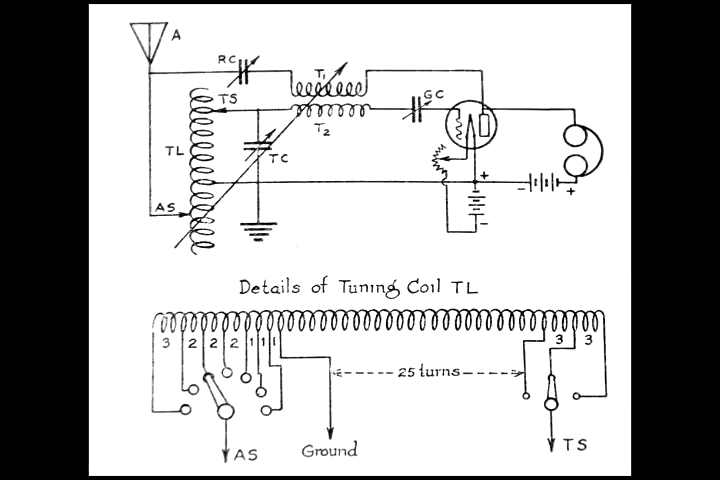 A
RC
T1
GC
TS
T2
TL
TC
AS
+
-
+
-
Details of Tuning Coil TL
3 2 2 2 1 1 1 3 3
25 turns
AS
Ground
TS